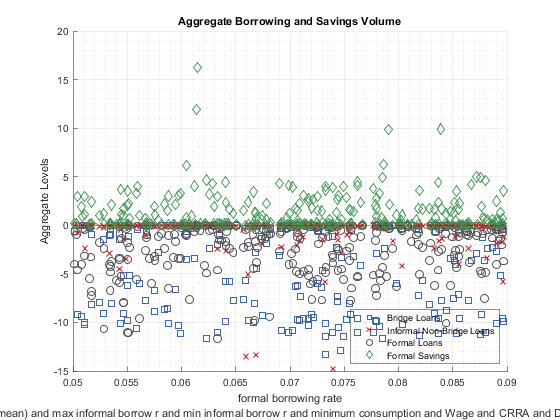 Aggregate Borrowing and Savings Volume
20
15
10
5
0
-5
-10
-15
Aggregate Levels
Bridge Loans
Informal Non-Bridge Loans
Formal Loans
Formal Savings
0.05 0.055 0.06 0.065 0.07 0.075 0.08 0.085 0.09
formal borrowing rate
mean) and max informal borrow r and min informal borrow r and minimum consumption and Wage and CRRA and